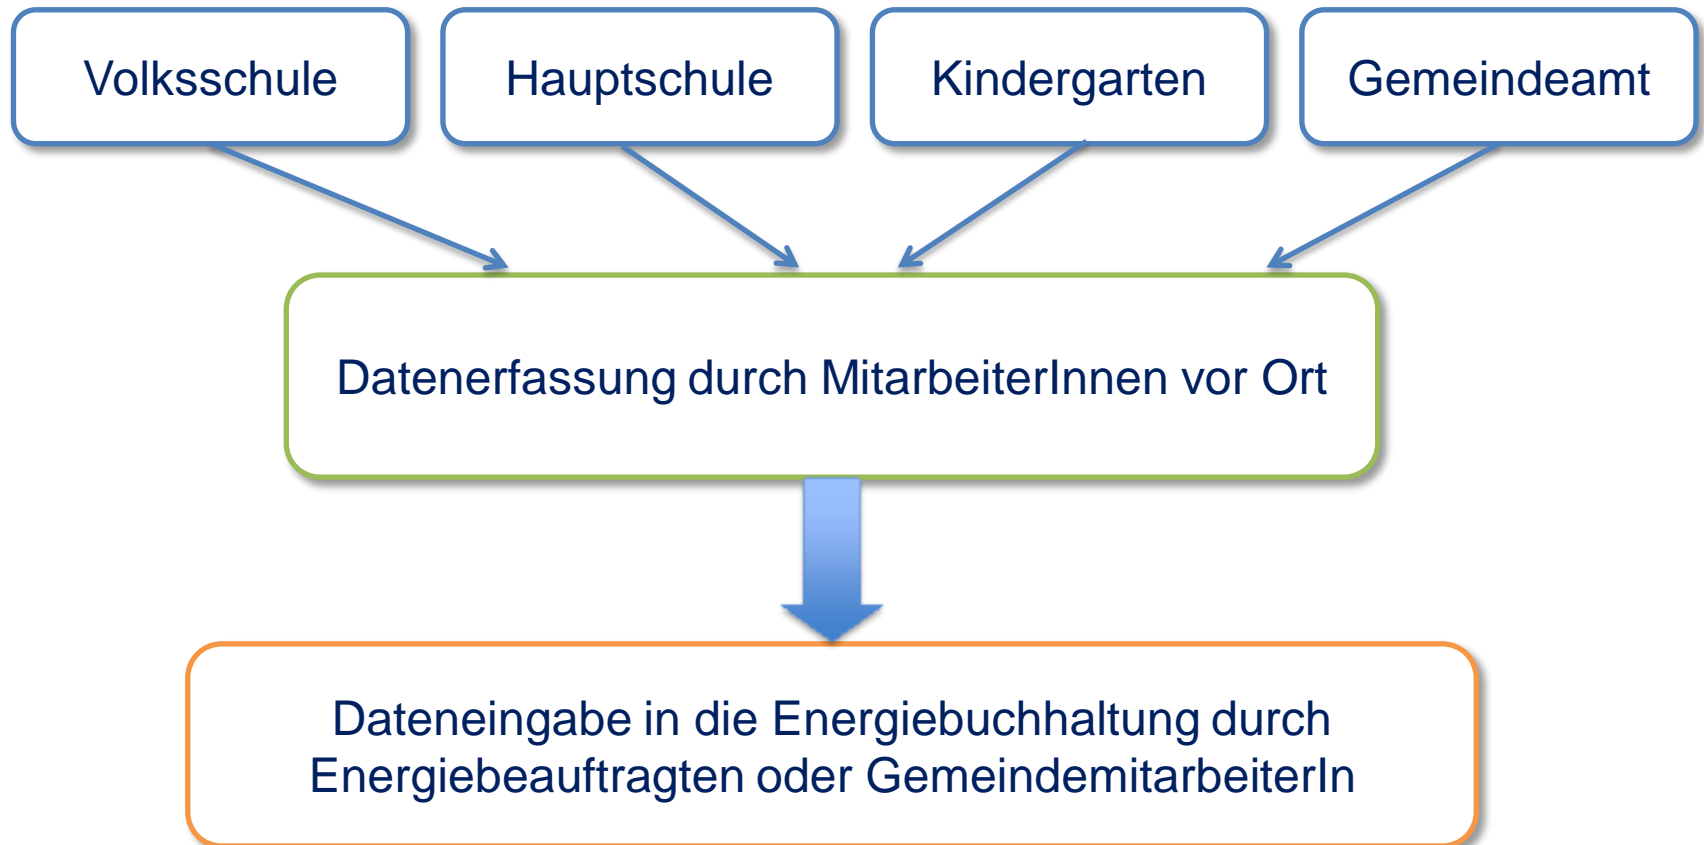 Volksschule
Hauptschule
Kindergarten
Gemeindeamt
Datenerfassung durch MitarbeiterInnen vor Ort
Dateneingabe in die Energiebuchhaltung durch
Energiebeauftragten oder GemeindemitarbeiterIn